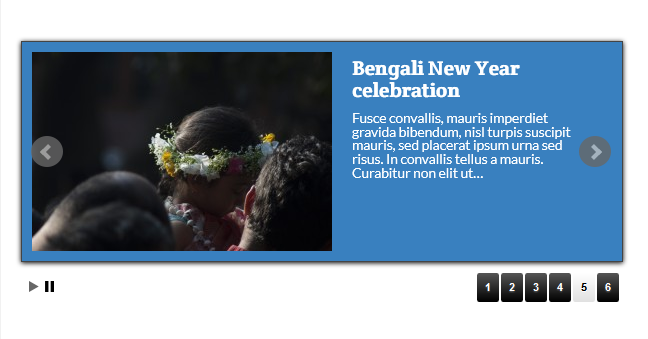 Bengali New Year
celebration
Fusce convallis, mauris imperdiet
gravida bibendum, nisl turpis suscipit
mauris, sed placerat ipsum urna sed
risus. In convallis tellus a mauris.
Curabitur non elit ut...
1 2 3 4 5 6